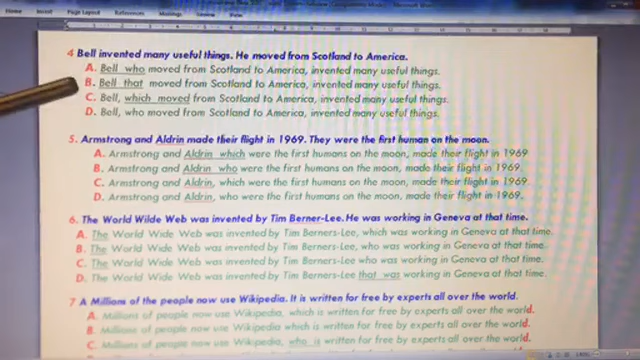 Home Insert Page Layout References Mailings Review View
4 Bell invented many useful things. He moved from Scotland to America.
A. Bell who moved from Scotland to America, invented many useful things.
B. Bell that moved from Scotland to America, invented many useful things.
C. Bell, which moved from Scotland to America, invented many useful things.
D. Bell, who moved from Scotland to America, invented many useful things.
5. Armstrong and Aldrin made their flight in 1969. They were the first human on the moon.
A. Armstrong and Aldrin which were the first humans on the moon, made their flight in 1969
B. Armstrong and Aldrin who were the first humans on the moon, made their flight in 1969.
C. Armstrong and Aldrin, which were the first humans on the moon, made their flight in 1969.
D. Armstrong and Aldrin, who were the first humans on the moon, made their flight in 1969.
6. The World Wilde Web was invented by Tim Berner-Lee. He was working in Geneva at that time.
A. The World Wide Web was invented by Tim Berners-Lee, which was working in Geneva at that time.
B. The World Wide Web was invented by Tim Berners-Lee, who was working in Geneva at that time.
C. The World Wide Web was invented by Tim Berners-Lee who was working in Geneva at that time.
D. The World Wide Web was invented by Tim Berners-Lee that was working in Geneva at that time.
7 A Millions of the people now use Wikipedia. It is written for free by experts all over the world.
A. Millions of people now use Wikipedia, which is written for free by experts all over the world.
B. Millions of people now use Wikipedia which is written for free by experts all over the world.
C. Millions of people now use Wikipedia, who is written for free by experts all over the world.